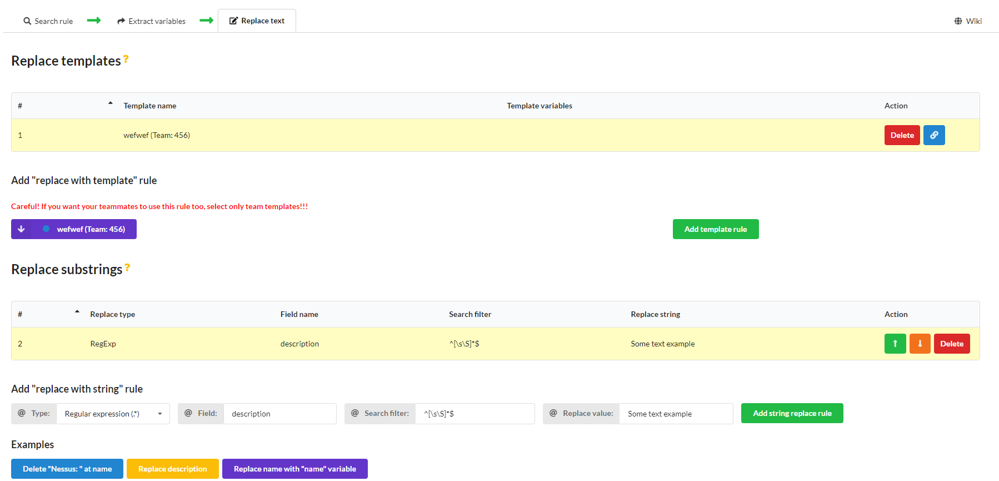 Search rule Extract variables Replace text Wiki
Replace templates ?
# Template name Template variables Action
1 wefwef (Team: 456) Delete
Add "replace with template" rule
Careful! If you want your teammates to use this rule too, select only team templates!!!
wefwef (Team: 456) Add template rule
Replace substrings ?
# Replace type Field name Search filter Replace string Action
2 RegExp description ^[\s\S]*$ Some text example Delete
Add "replace with string" rule
@ Type: Regular expression (.*) @ Field: description @ Search filter: ^[\s\S]*$ @ Replace value: Some text example Add string replace rule
Examples
Delete "Nessus: " at name Replace description Replace name with "name" variable